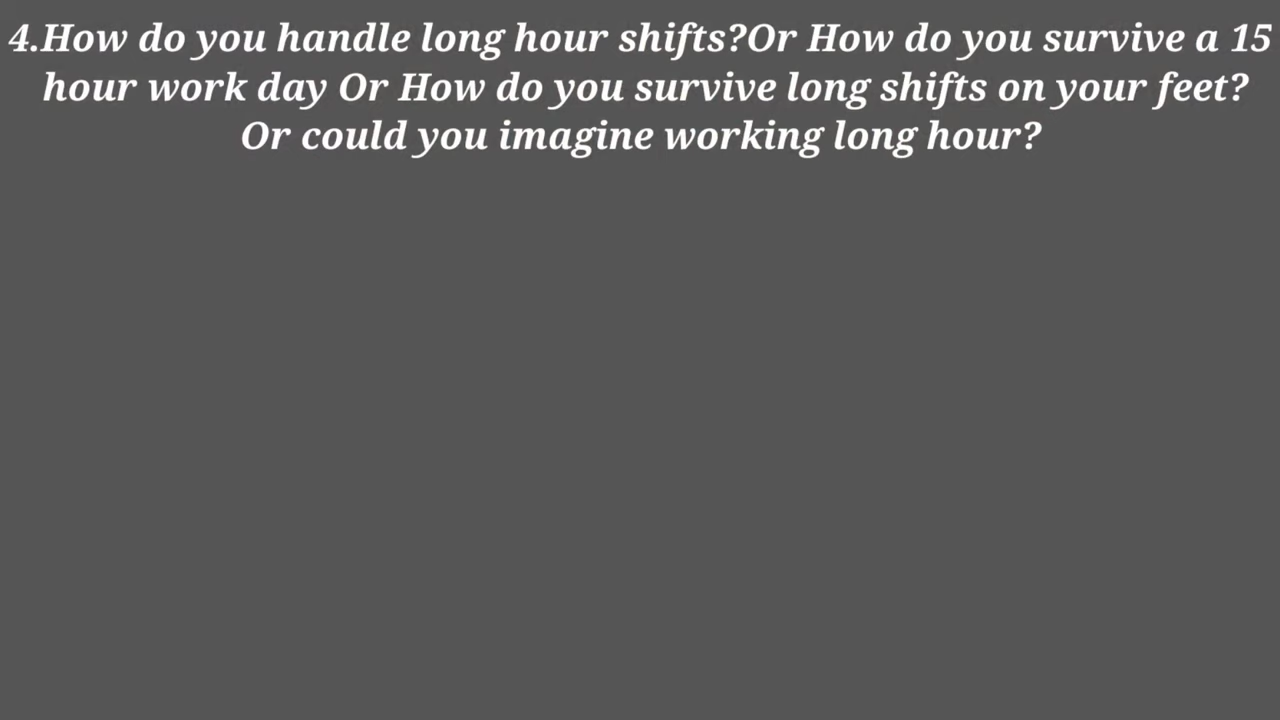 4.How do you handle long hour shifts?Or How do you survive a 15
hour work day Or How do you survive long shifts on your feet?
Or could you imagine working long hour?